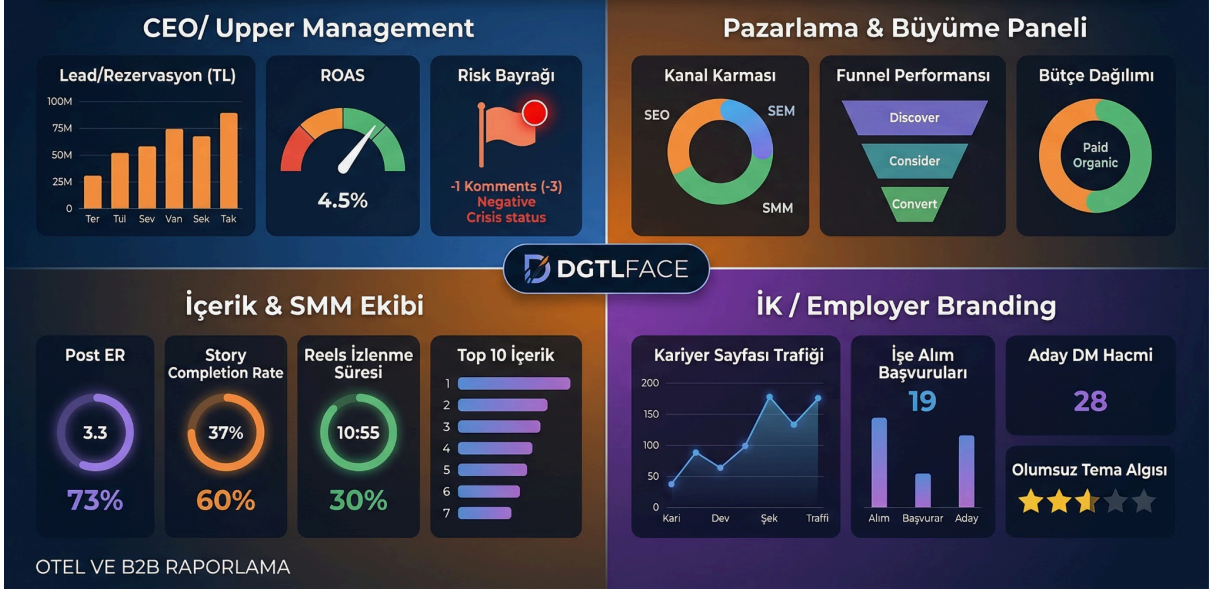 CEO/ Upper Management
Lead/Rezervasyon (TL)
100M
75M
50M
25M
0
Ter Tül Sev Van Sek Tak
ROAS
4.5%
Risk Bayrağı
-1 Komments (-3)
Negative
Crisis status
Pazarlama & Büyüme Paneli
Kanal Karması
SEO
SEM
SMM
Funnel Performansı
Discover
Consider
Convert
Bütçe Dağılımı
Paid
Organic
DGTLFACE
İçerik & SMM Ekibi
Post ER
3.3
73%
Story
Completion Rate
37%
60%
Reels İzlenme
Süresi
10:55
30%
Top 10 İçerik
1
2
3
4
5
6
7
OTEL VE B2B RAPORLAMA
İK / Employer Branding
Kariyer Sayfası Trafiği
200
150
100
50
0
Kari Dev Şek Traffi
İşe Alım
Başvuruları
19
Alım Başvurar Aday
Aday DM Hacmi
28
Olumsuz Tema Algısı